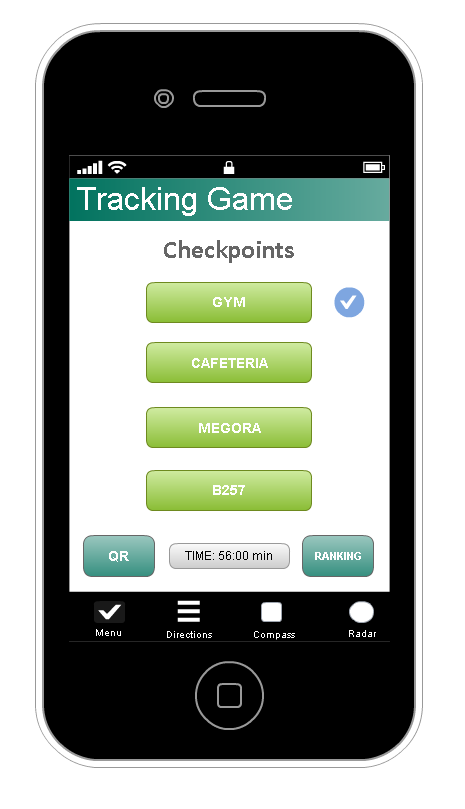 Tracking Game
Checkpoints
GYM
CAFETERIA
MEGORA
B257
QR
TIME: 56:00 min
RANKING
Menu
Directions
Compass
Radar